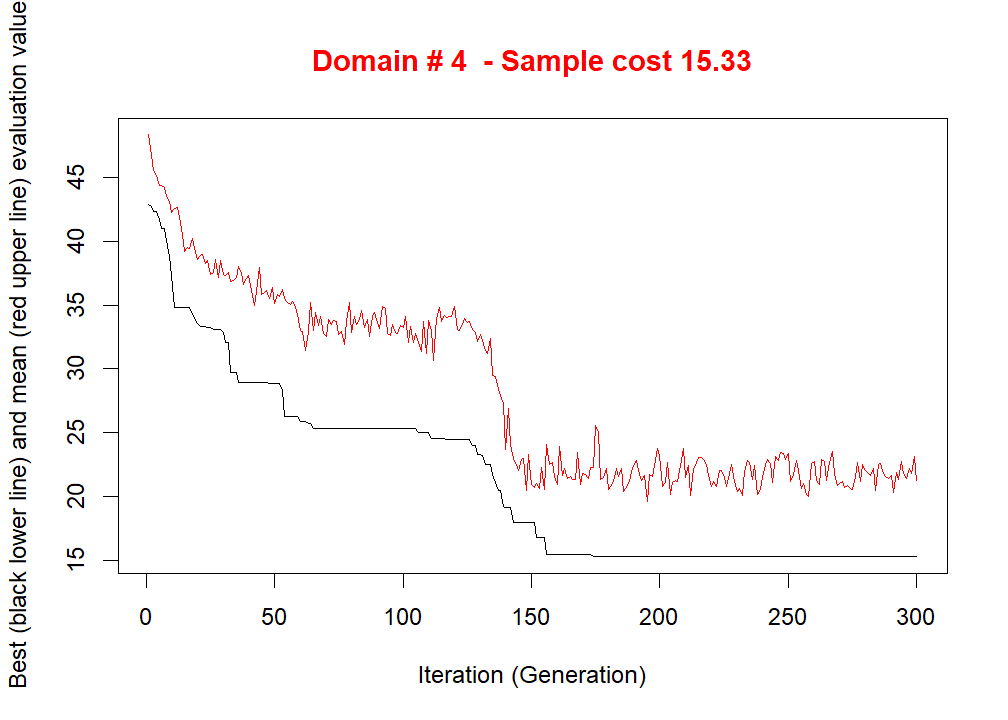 Domain # 4  - Sample cost 15.33
Best (black lower line) and mean (red upper line) evaluation value
45
40
35
30
25
20
15
0 50 100 150 200 250 300
Iteration (Generation)